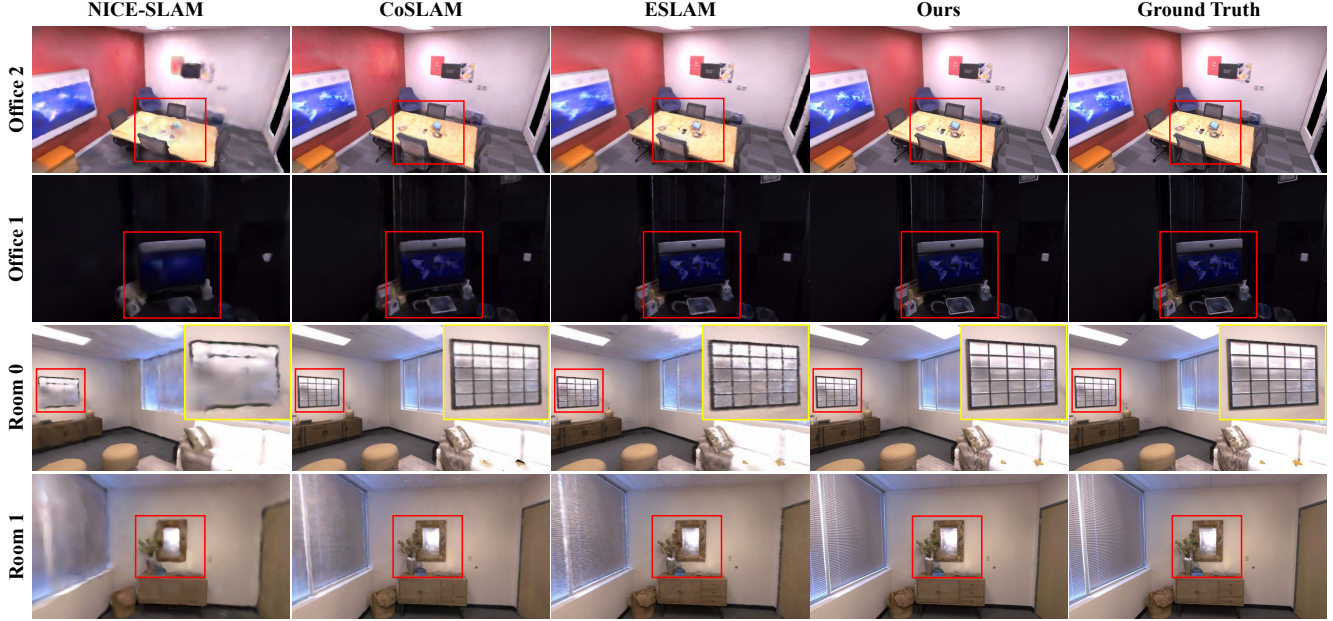 NICE-SLAM CoSLAM ESLAM Ours Ground Truth
Office 2
Office 1
Room 0
Room 1